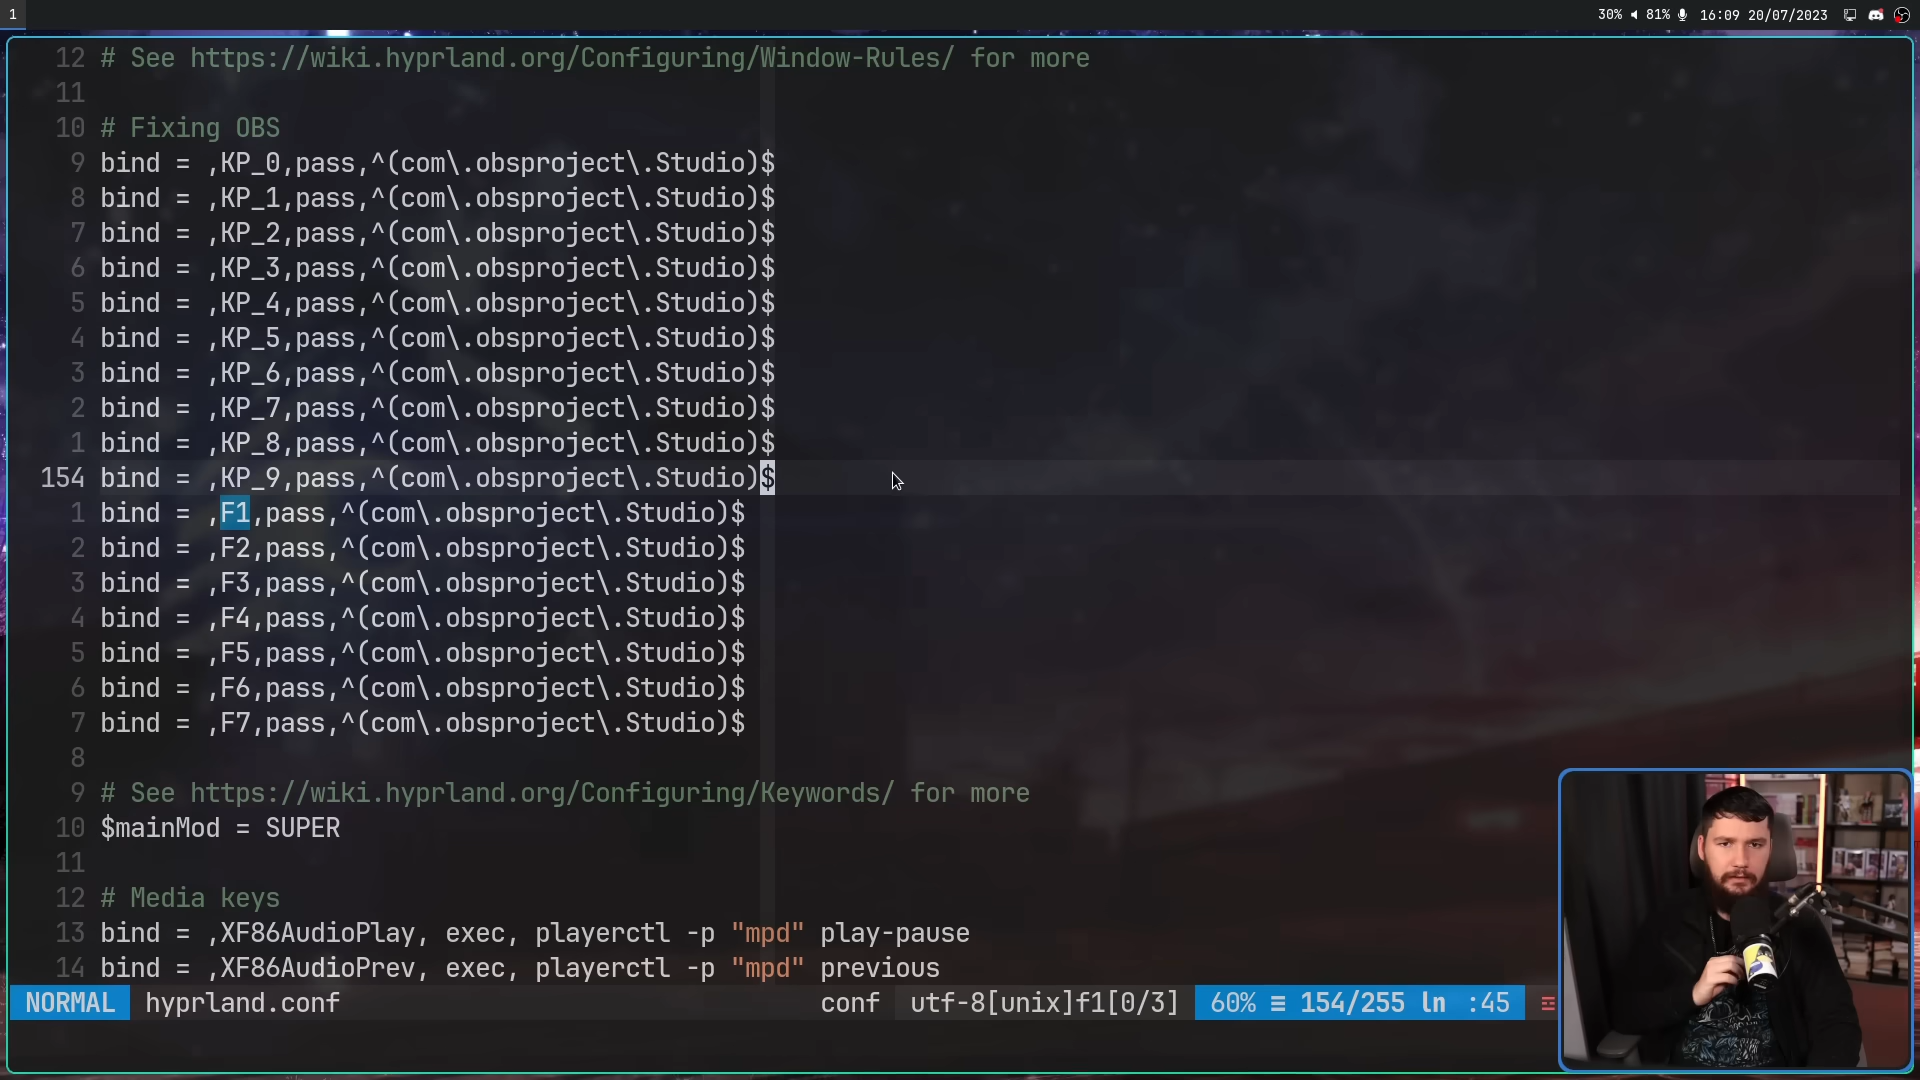 1
30% 81% 16:09 20/07/2023
12 # See https://wiki.hyprland.org/Configuring/Window-Rules/ for more
11
10 # Fixing OBS
9 bind = ,KP_0,pass,^(com\.obsproject\.Studio)$
8 bind = ,KP_1,pass,^(com\.obsproject\.Studio)$
7 bind = ,KP_2,pass,^(com\.obsproject\.Studio)$
6 bind = ,KP_3,pass,^(com\.obsproject\.Studio)$
5 bind = ,KP_4,pass,^(com\.obsproject\.Studio)$
4 bind = ,KP_5,pass,^(com\.obsproject\.Studio)$
3 bind = ,KP_6,pass,^(com\.obsproject\.Studio)$
2 bind = ,KP_7,pass,^(com\.obsproject\.Studio)$
1 bind = ,KP_8,pass,^(com\.obsproject\.Studio)$
154 bind = ,KP_9,pass,^(com\.obsproject\.Studio)$
1 bind = ,F1,pass,^(com\.obsproject\.Studio)$
2 bind = ,F2,pass,^(com\.obsproject\.Studio)$
3 bind = ,F3,pass,^(com\.obsproject\.Studio)$
4 bind = ,F4,pass,^(com\.obsproject\.Studio)$
5 bind = ,F5,pass,^(com\.obsproject\.Studio)$
6 bind = ,F6,pass,^(com\.obsproject\.Studio)$
7 bind = ,F7,pass,^(com\.obsproject\.Studio)$
8
9 # See https://wiki.hyprland.org/Configuring/Keywords/ for more
10 $mainMod = SUPER
11
12 # Media keys
13 bind = ,XF86AudioPlay, exec, playerctl -p "mpd" play-pause
14 bind = ,XF86AudioPrev, exec, playerctl -p "mpd" previous
NORMAL hyprland.conf conf utf-8[unix]f1[0/3] 60% ≡ 154/255 ln :45